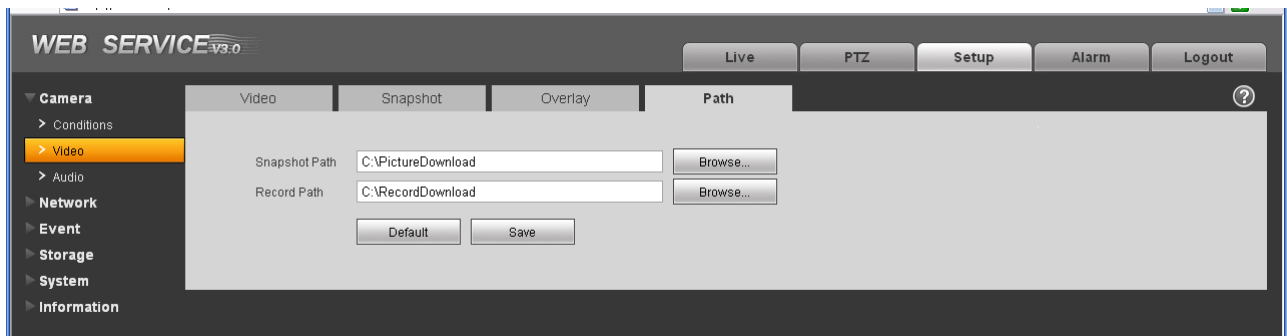 WEB SERVICE V3.0
Live PTZ Setup Alarm Logout
Camera
Conditions
Video
Audio
Network
Event
Storage
System
Information
Video Snapshot Overlay Path
Snapshot Path C:\PictureDownload Browse...
Record Path C:\RecordDownload Browse...
Default Save